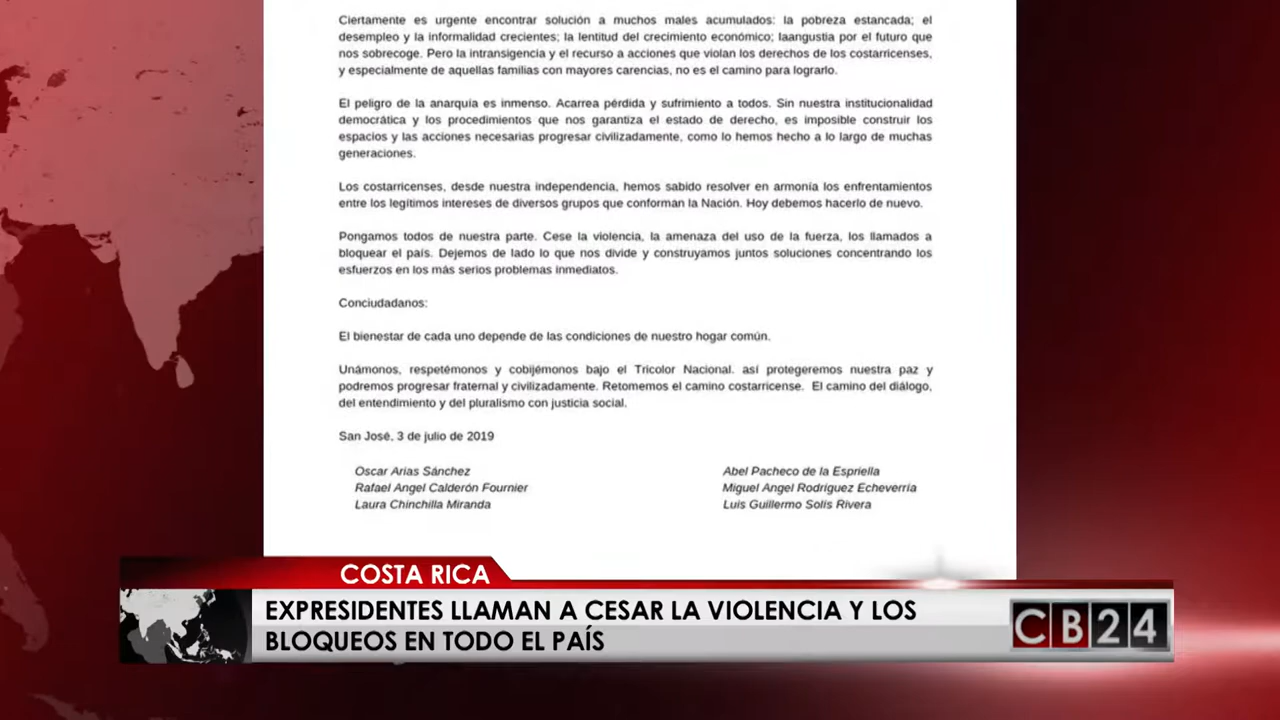 Ciertamente es urgente encontrar solución a muchos males acumulados: la pobreza estancada; el
desempleo y la informalidad crecientes; la lentitud del crecimiento económico; laangustia por el futuro que
nos sobrecoge. Pero la intransigencia y el recurso a acciones que violan los derechos de los costarricenses,
y especialmente de aquellas familias con mayores carencias, no es el camino para lograrlo.
El peligro de la anarquía es inmenso. Acarrea pérdida y sufrimiento a todos. Sin nuestra institucionalidad
democrática y los procedimientos que nos garantiza el estado de derecho, es imposible construir los
espacios y las acciones necesarias progresar civilizadamente, como lo hemos hecho a lo largo de muchas
generaciones.
Los costarricenses, desde nuestra independencia, hemos sabido resolver en armonía los enfrentamientos
entre los legítimos intereses de diversos grupos que conforman la Nación. Hoy debemos hacerlo de nuevo.
Pongamos todos de nuestra parte. Cese la violencia, la amenaza del uso de la fuerza, los llamados a
bloquear el país. Dejemos de lado lo que nos divide y construyamos juntos soluciones concentrando los
esfuerzos en los más serios problemas inmediatos.
Conciudadanos:
El bienestar de cada uno depende de las condiciones de nuestro hogar común.
Unámonos, respetémonos y cobijémonos bajo el Tricolor Nacional. así protegeremos nuestra paz y
podremos progresar fraternal y civilizadamente. Retomemos el camino costarricense. El camino del diálogo,
del entendimiento y del pluralismo con justicia social.
San José, 3 de julio de 2019
Oscar Arias Sánchez
Rafael Angel Calderón Fournier
Laura Chinchilla Miranda
Abel Pacheco de la Espriella
Miguel Angel Rodríguez Echeverría
Luis Guillermo Solís Rivera
COSTA RICA
EXPRESIDENTES LLAMAN A CESAR LA VIOLENCIA Y LOS
BLOQUEOS EN TODO EL PAÍS
CB24